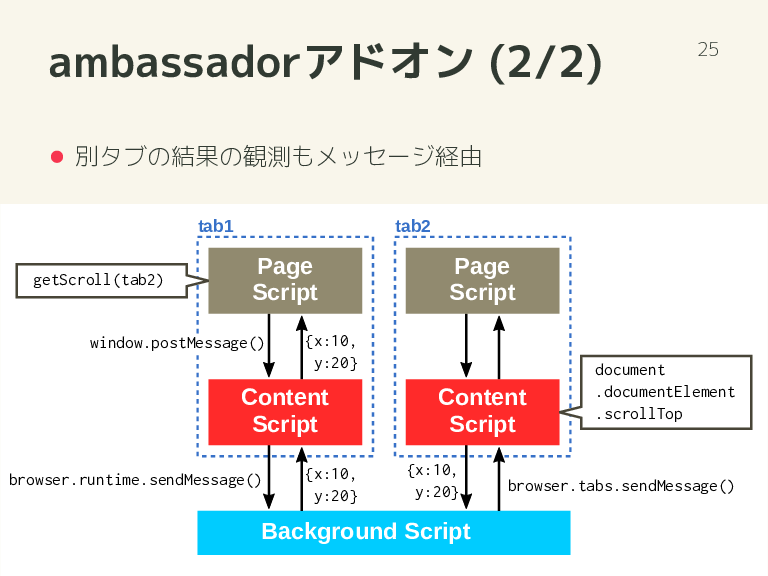 ambassadorアドオン (2/2)
25
別タブの結果の観測もメッセージ経由
tab1
tab2
Page
Script
Page
Script
getScroll(tab2)
window.postMessage()
{x:10,
y:20}
document
.documentElement
.scrollTop
Content
Script
Content
Script
browser.runtime.sendMessage()
{x:10,
y:20}
{x:10,
y:20}
browser.tabs.sendMessage()
Background Script